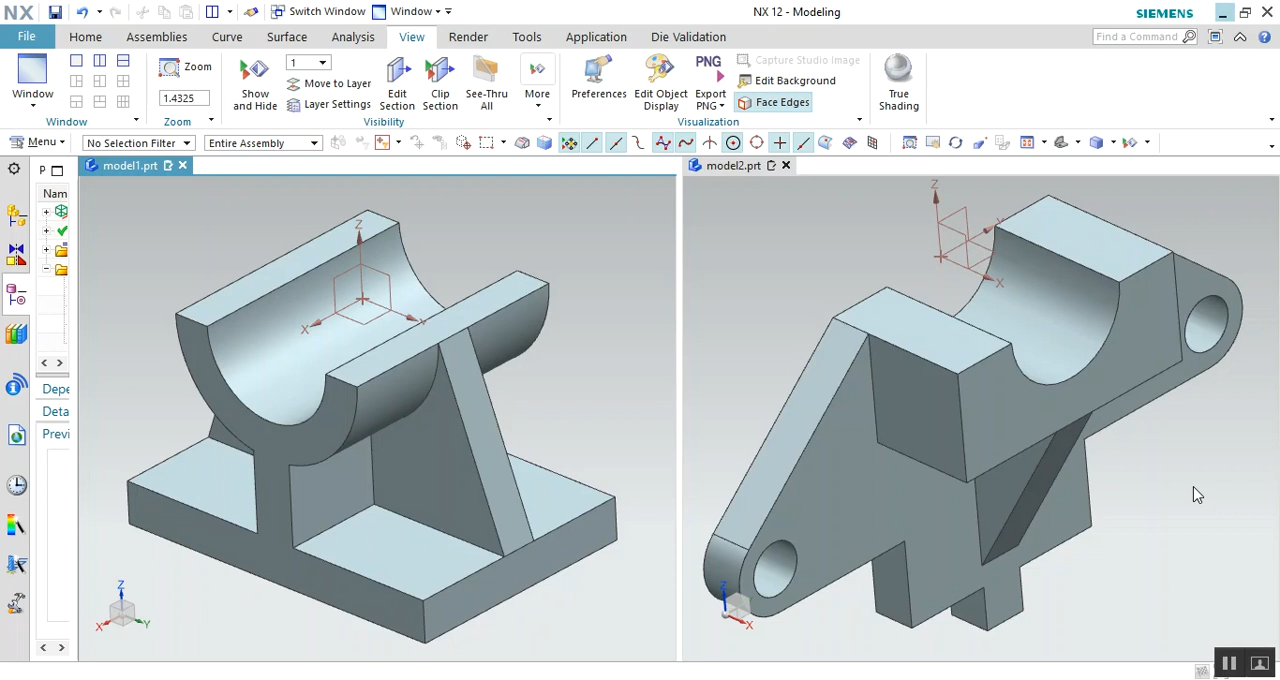 NX
Switch Window
Window
NX 12 - Modeling
SIEMENS
File
Home
Assemblies
Curve
Surface
Analysis
View
Render
Tools
Application
Die Validation
Find a Command
Window
Zoom
1.4325
Show and Hide
1
Move to Layer
Layer Settings
Edit Section
Clip Section
See-Thru All
More
Preferences
Edit Object Display
PNG
Export PNG
Capture Studio Image
Edit Background
Face Edges
True Shading
Window
Zoom
Visibility
Visualization
Menu
No Selection Filter
Entire Assembly
P
model1.prt
model2.prt
Nam
Depe
Deta
Previ
Z
X
Y
Z
X
Z
X
Y
Z
X